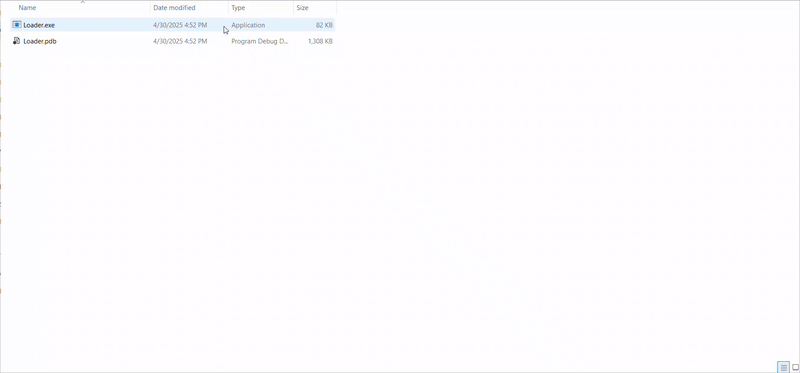 Name Date modified Type Size
Loader.exe 4/30/2025 4:52 PM Application 82 KB
Loader.pdb 4/30/2025 4:52 PM Program Debug D... 1,308 KB